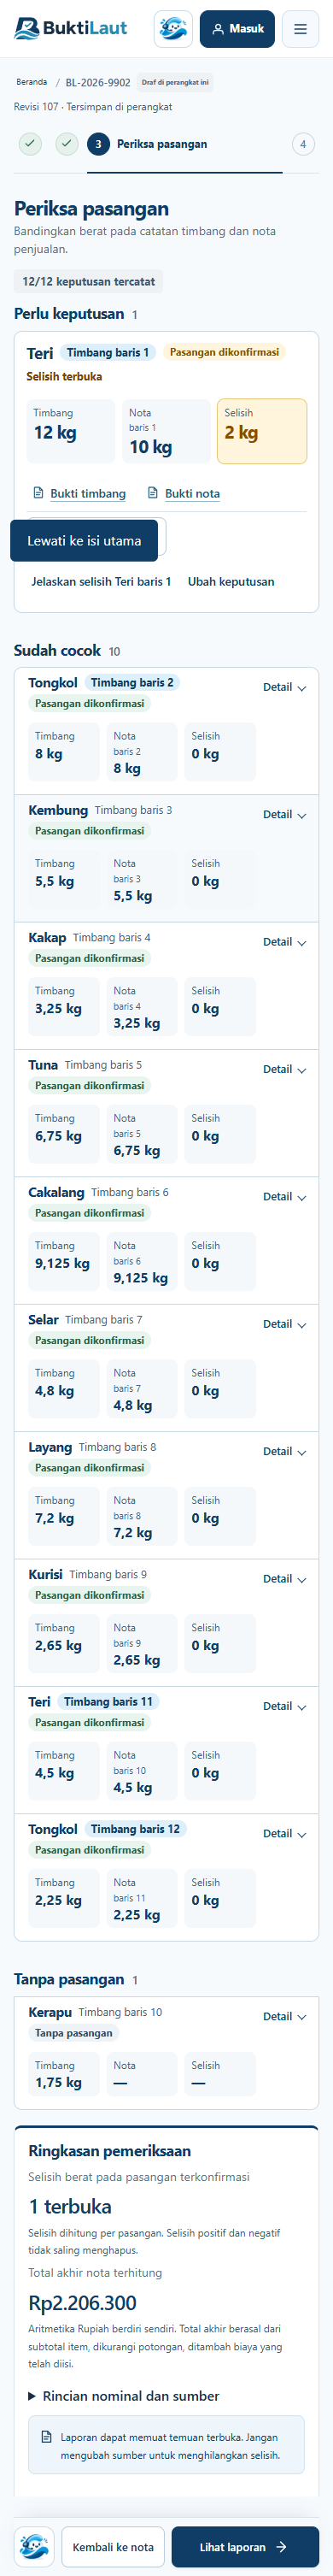 BuktiLaut
Masuk
Beranda / BL-2026-9902 Draf di perangkat ini
Revisi 107 · Tersimpan di perangkat
3 Periksa pasangan 4
Periksa pasangan
Bandingkan berat pada catatan timbang dan nota
penjualan.
12/12 keputusan tercatat
Perlu keputusan 1
Teri Timbang baris 1 Pasangan dikonfirmasi
Selisih terbuka
Timbang Nota Selisih
baris 1
12 kg 10 kg 2 kg
Bukti timbang Bukti nota
Lewati ke isi utama
Jelaskan selisih Teri baris 1 Ubah keputusan
Sudah cocok 10
Tongkol Timbang baris 2 Detail
Pasangan dikonfirmasi
Timbang Nota Selisih
baris 2
8 kg 8 kg 0 kg
Kembung Timbang baris 3 Detail
Pasangan dikonfirmasi
Timbang Nota Selisih
baris 3
5,5 kg 5,5 kg 0 kg
Kakap Timbang baris 4 Detail
Pasangan dikonfirmasi
Timbang Nota Selisih
baris 4
3,25 kg 3,25 kg 0 kg
Tuna Timbang baris 5 Detail
Pasangan dikonfirmasi
Timbang Nota Selisih
baris 5
6,75 kg 6,75 kg 0 kg
Cakalang Timbang baris 6 Detail
Pasangan dikonfirmasi
Timbang Nota Selisih
baris 6
9,125 kg 9,125 kg 0 kg
Selar Timbang baris 7 Detail
Pasangan dikonfirmasi
Timbang Nota Selisih
baris 7
4,8 kg 4,8 kg 0 kg
Layang Timbang baris 8 Detail
Pasangan dikonfirmasi
Timbang Nota Selisih
baris 8
7,2 kg 7,2 kg 0 kg
Kurisi Timbang baris 9 Detail
Pasangan dikonfirmasi
Timbang Nota Selisih
baris 9
2,65 kg 2,65 kg 0 kg
Teri Timbang baris 11 Detail
Pasangan dikonfirmasi
Timbang Nota Selisih
baris 10
4,5 kg 4,5 kg 0 kg
Tongkol Timbang baris 12 Detail
Pasangan dikonfirmasi
Timbang Nota Selisih
baris 11
2,25 kg 2,25 kg 0 kg
Tanpa pasangan 1
Kerapu Timbang baris 10 Detail
Tanpa pasangan
Timbang Nota Selisih
1,75 kg — —
Ringkasan pemeriksaan
Selisih berat pada pasangan terkonfirmasi
1 terbuka
Selisih dihitung per pasangan. Selisih positif dan negatif
tidak saling menghapus.
Total akhir nota terhitung
Rp2.206.300
Aritmetika Rupiah berdiri sendiri. Total akhir berasal dari
subtotal item, dikurangi potongan, ditambah biaya yang
telah diisi.
Rincian nominal dan sumber
Laporan dapat memuat temuan terbuka. Jangan
mengubah sumber untuk menghilangkan selisih.
Kembali ke nota Lihat laporan